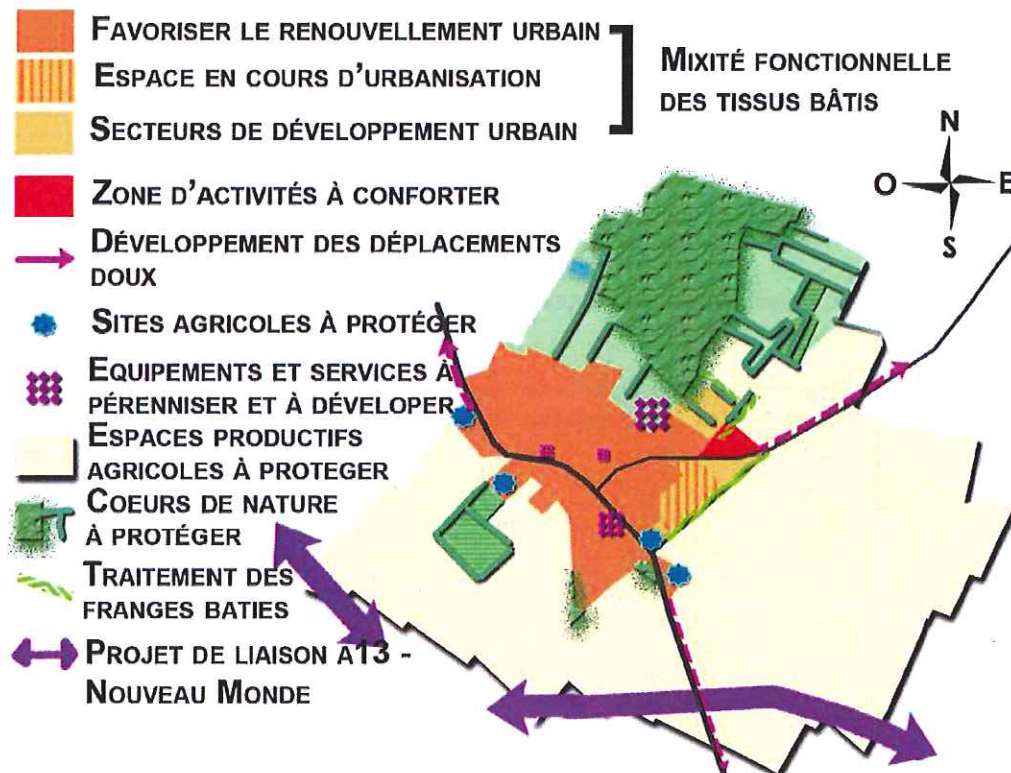 FAVORISER LE RENOUVELLEMENT URBAIN
ESPACE EN COURS D'URBANISATION
SECTEURS DE DÉVELOPPEMENT URBAIN
MIXITÉ FONCTIONNELLE
DES TISSUS BÂTIS
ZONE D'ACTIVITÉS À CONFORTER
DÉVELOPPEMENT DES DÉPLACEMENTS
DOUX
SITES AGRICOLES À PROTÉGER
EQUIPEMENTS ET SERVICES À
PÉRENNISER ET À DÉVELOPER
ESPACES PRODUCTIFS
AGRICOLES À PROTEGER
COEURS DE NATURE
À PROTÉGER
TRAITEMENT DES
FRANGES BATIES
PROJET DE LIAISON A13 -
NOUVEAU MONDE
N
O
E
S